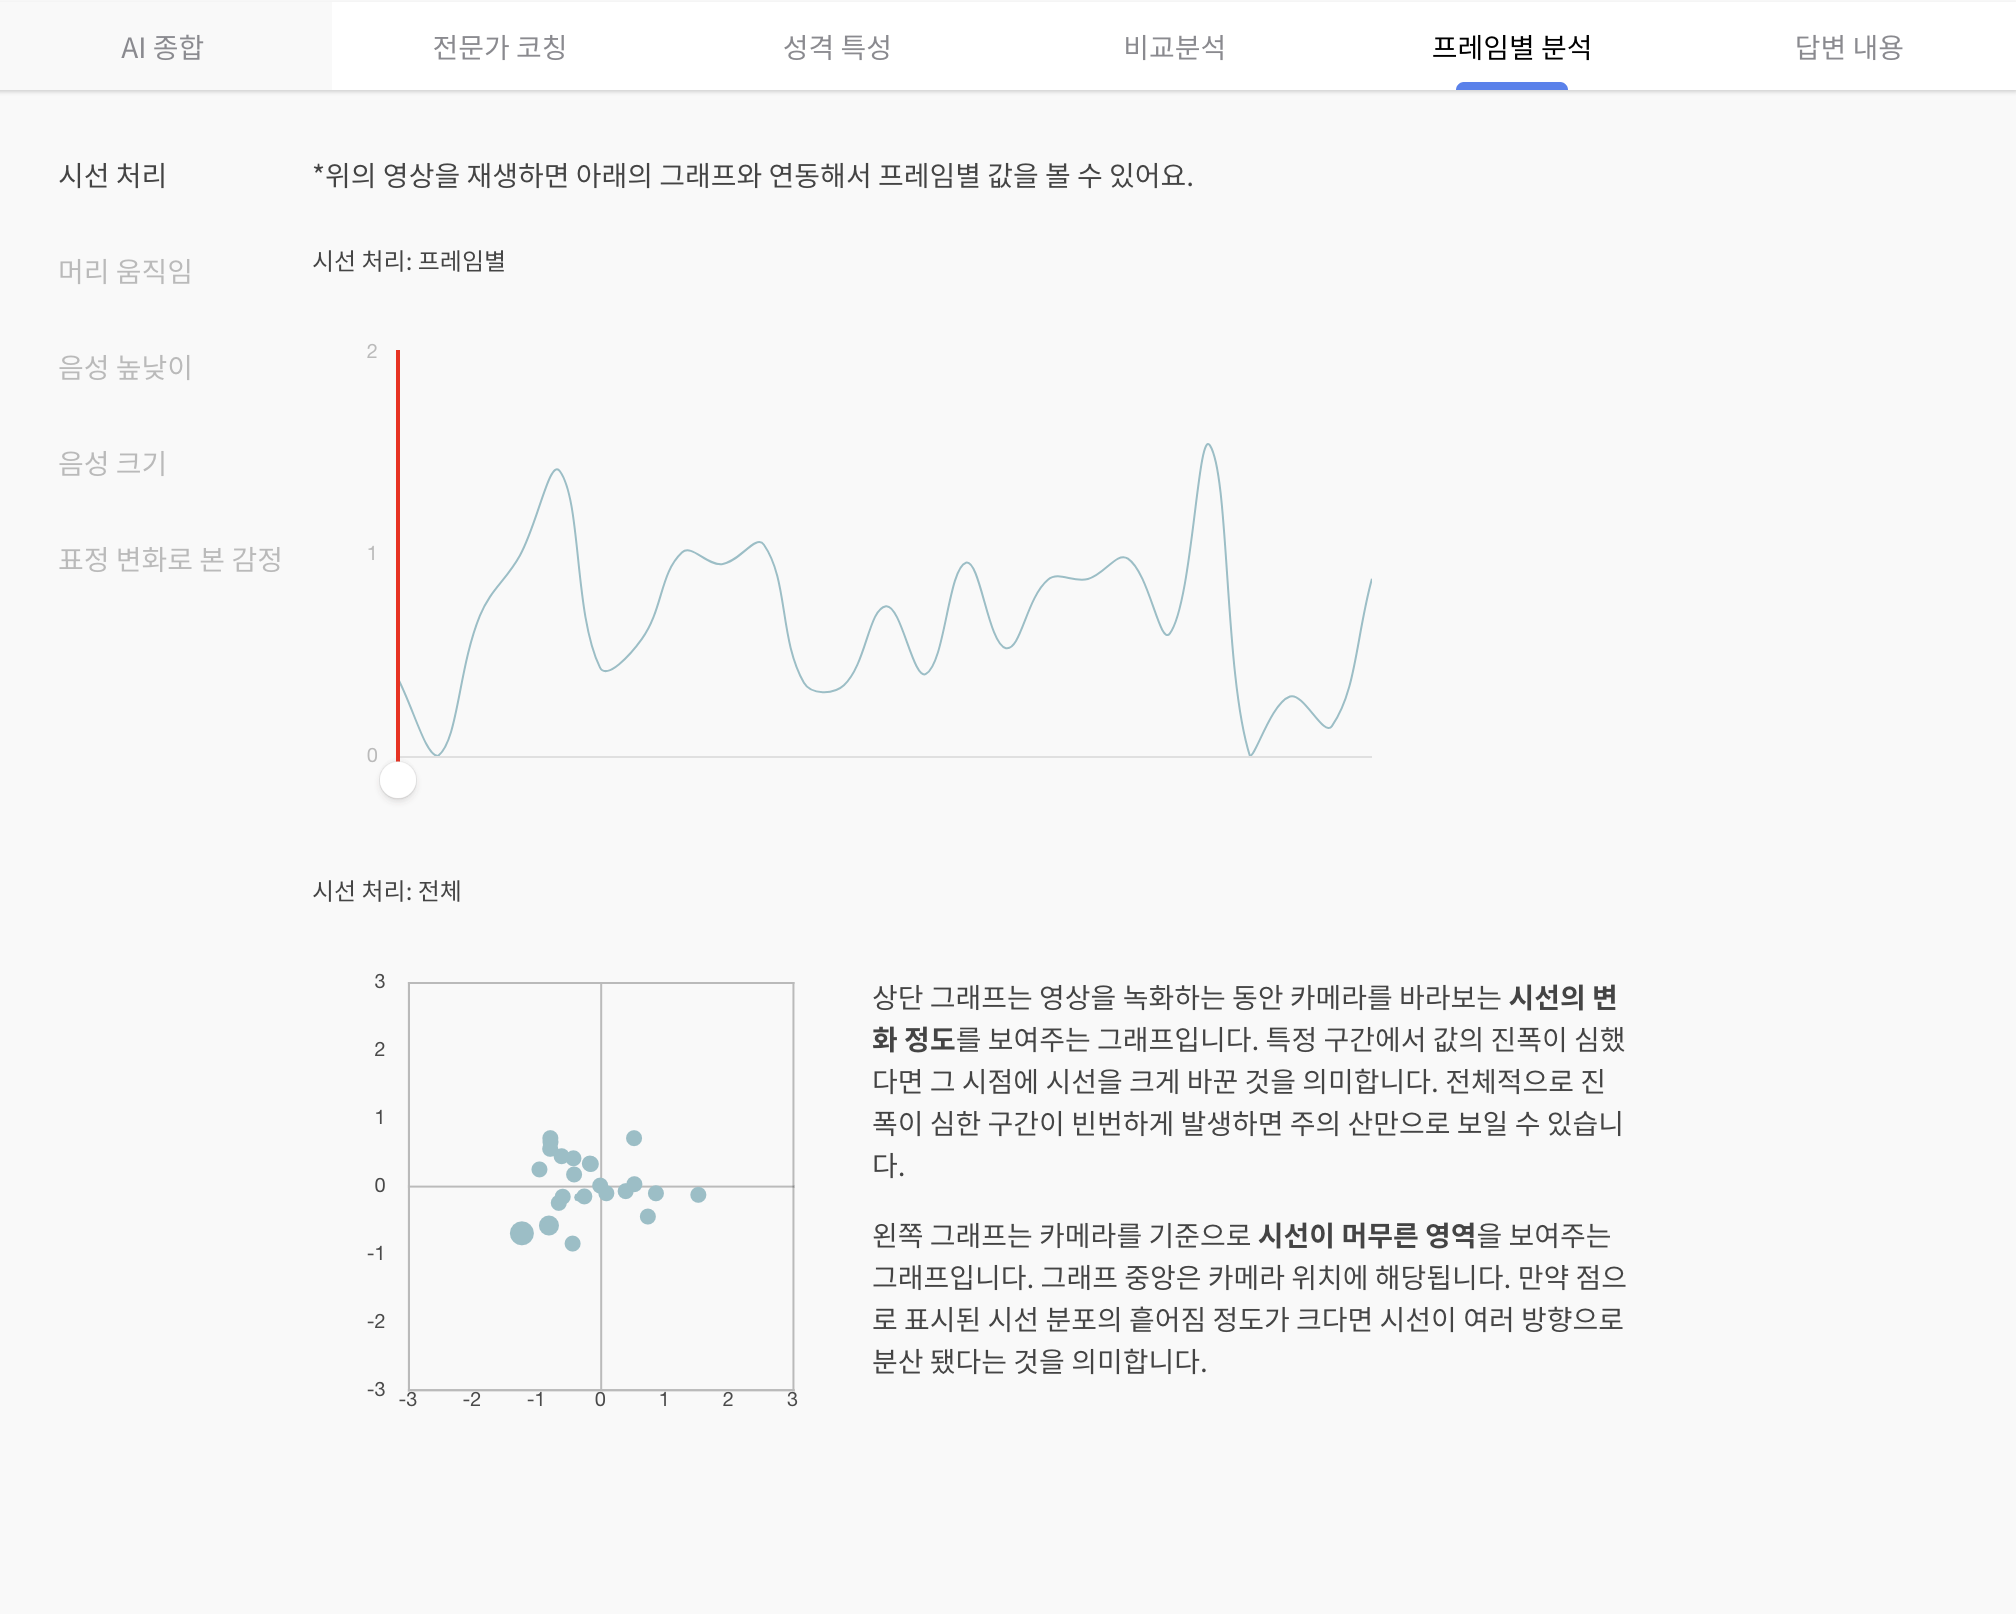 AI 종합 전문가 코칭 성격 특성 비교분석 프레임별 분석 답변 내용
시선 처리
머리 움직임
음성 높낮이
음성 크기
표정 변화로 본 감정
*위의 영상을 재생하면 아래의 그래프와 연동해서 프레임별 값을 볼 수 있어요.
시선 처리: 프레임별
2
1
0
시선 처리: 전체
3
2
1
0
-1
-2
-3
-3 -2 -1 0 1 2 3
상단 그래프는 영상을 녹화하는 동안 카메라를 바라보는 시선의 변
화 정도를 보여주는 그래프입니다. 특정 구간에서 값의 진폭이 심했
다면 그 시점에 시선을 크게 바꾼 것을 의미합니다. 전체적으로 진
폭이 심한 구간이 빈번하게 발생하면 주의 산만으로 보일 수 있습니
다.
왼쪽 그래프는 카메라를 기준으로 시선이 머무른 영역을 보여주는
그래프입니다. 그래프 중앙은 카메라 위치에 해당됩니다. 만약 점으
로 표시된 시선 분포의 흩어짐 정도가 크다면 시선이 여러 방향으로
분산 됐다는 것을 의미합니다.